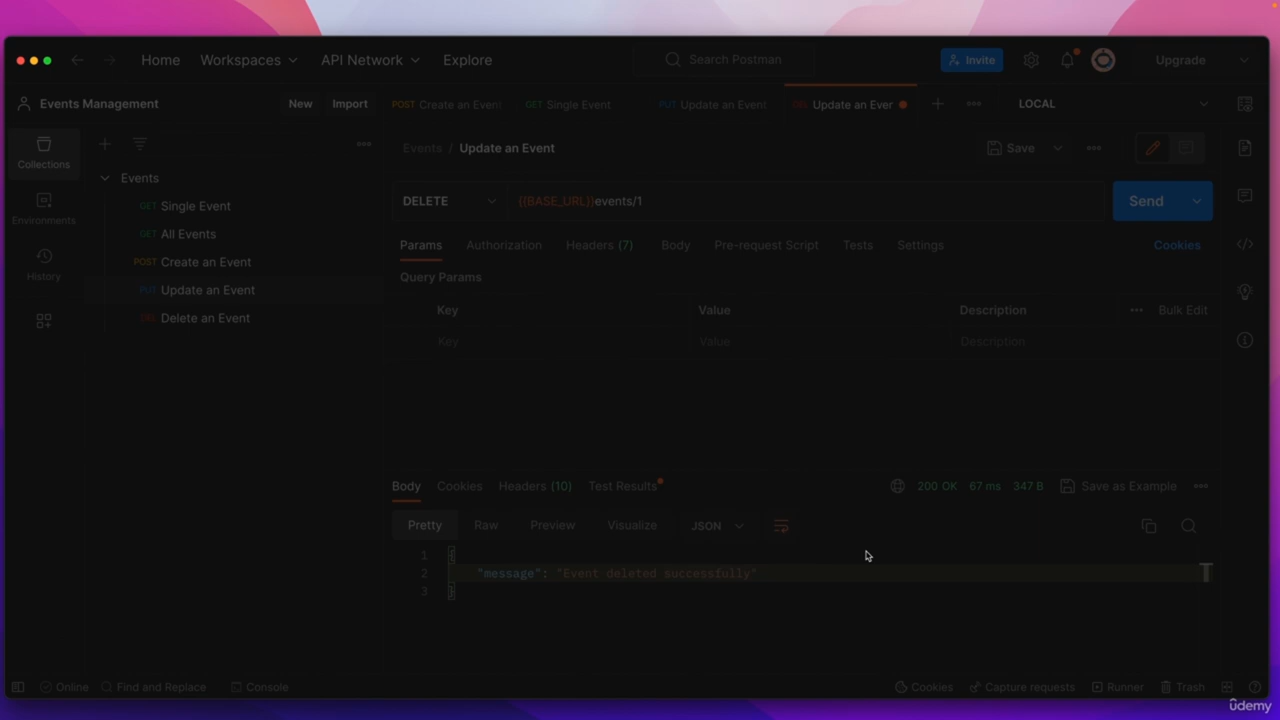 Home
Workspaces
API Network
Explore
Search Postman
Invite
Upgrade
Events Management
New
Import
POST Create an Even
GET Single Event
PUT Update an Event
DEL Update an Ever
LOCAL
Collections
Environments
History
Events
GET Single Event
GET All Events
POST Create an Event
PUT Update an Event
DEL Delete an Event
Events / Update an Event
Save
DELETE
{{BASE_URL}}events/1
Send
Params
Authorization
Headers (7)
Body
Pre-request Script
Tests
Settings
Cookies
Query Params
Key
Value
Description
Bulk Edit
Key
Value
Description
Body
Cookies
Headers (10)
Test Results
200 OK
67 ms
347 B
Save as Example
Pretty
Raw
Preview
Visualize
JSON
1 {
2 "message": "Event deleted successfully"
3 }
Online
Find and Replace
Console
Cookies
Capture requests
Runner
Trash
udemy